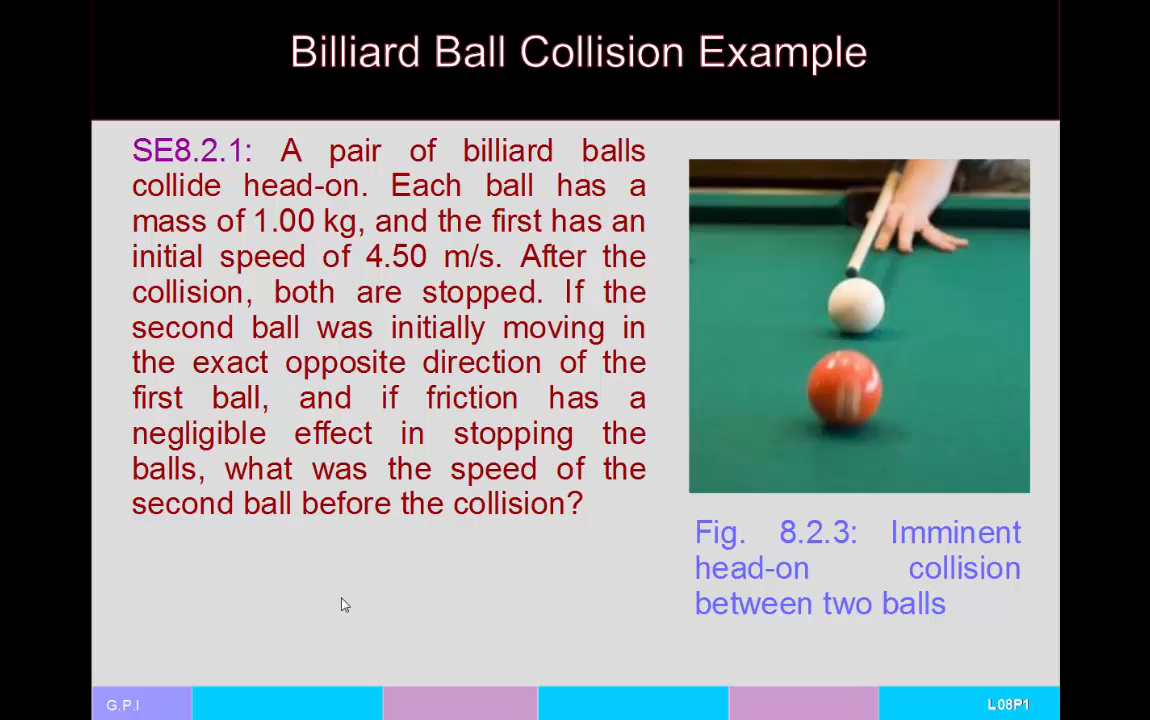 Billiard Ball Collision Example
SE8.2.1: A pair of billiard balls
collide head-on. Each ball has a
mass of 1.00 kg, and the first has an
initial speed of 4.50 m/s. After the
collision, both are stopped. If the
second ball was initially moving in
the exact opposite direction of the
first ball, and if friction has a
negligible effect in stopping the
balls, what was the speed of the
second ball before the collision?
Fig. 8.2.3: Imminent
head-on collision
between two balls
G.P.I
L08P1